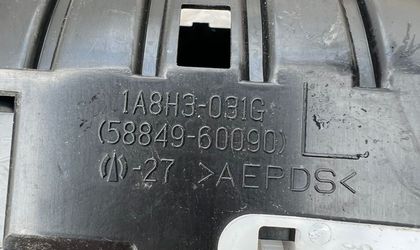 1A8H3-031G
(58849-60090)
-27 >AEPDS<
L